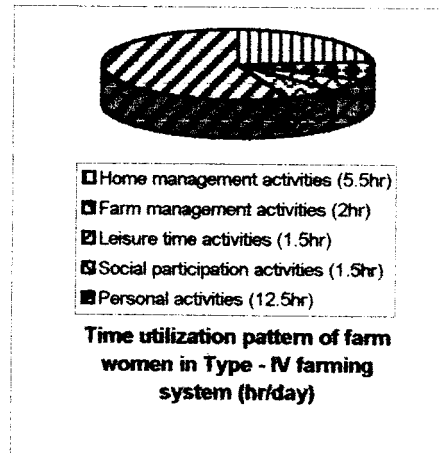 Home management activities (5.5hr)
Farm management activities (2hr)
Leisure time activities (1.5hr)
Social participation activities (1.5hr)
Personal activities (12.5hr)
Time utilization pattern of farm
women in Type - IV farming
system (hr/day)